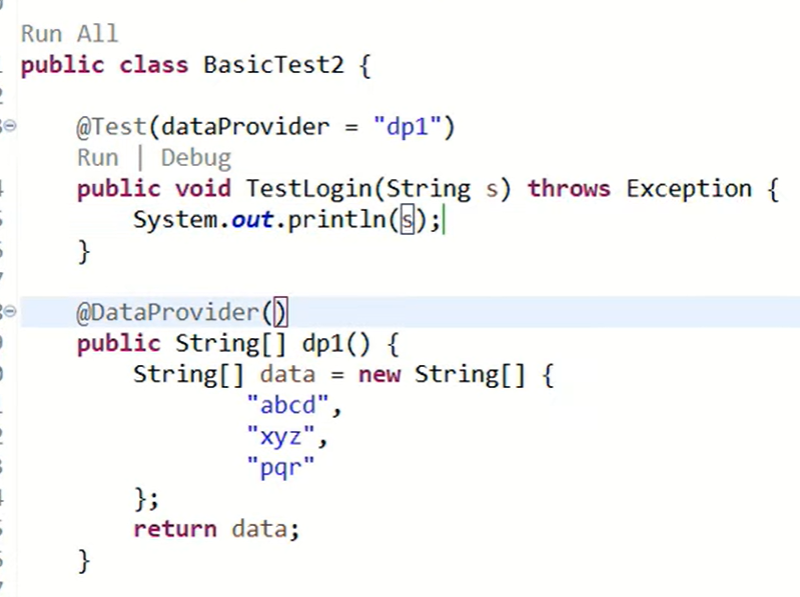 Run All
public class BasicTest2 {
@Test(dataProvider = "dp1")
Run | Debug
public void TestLogin(String s) throws Exception {
System.out.println(s);
}
@DataProvider()
public String[] dp1() {
String[] data = new String[] {
"abcd",
"xyz",
"pqr"
};
return data;
}